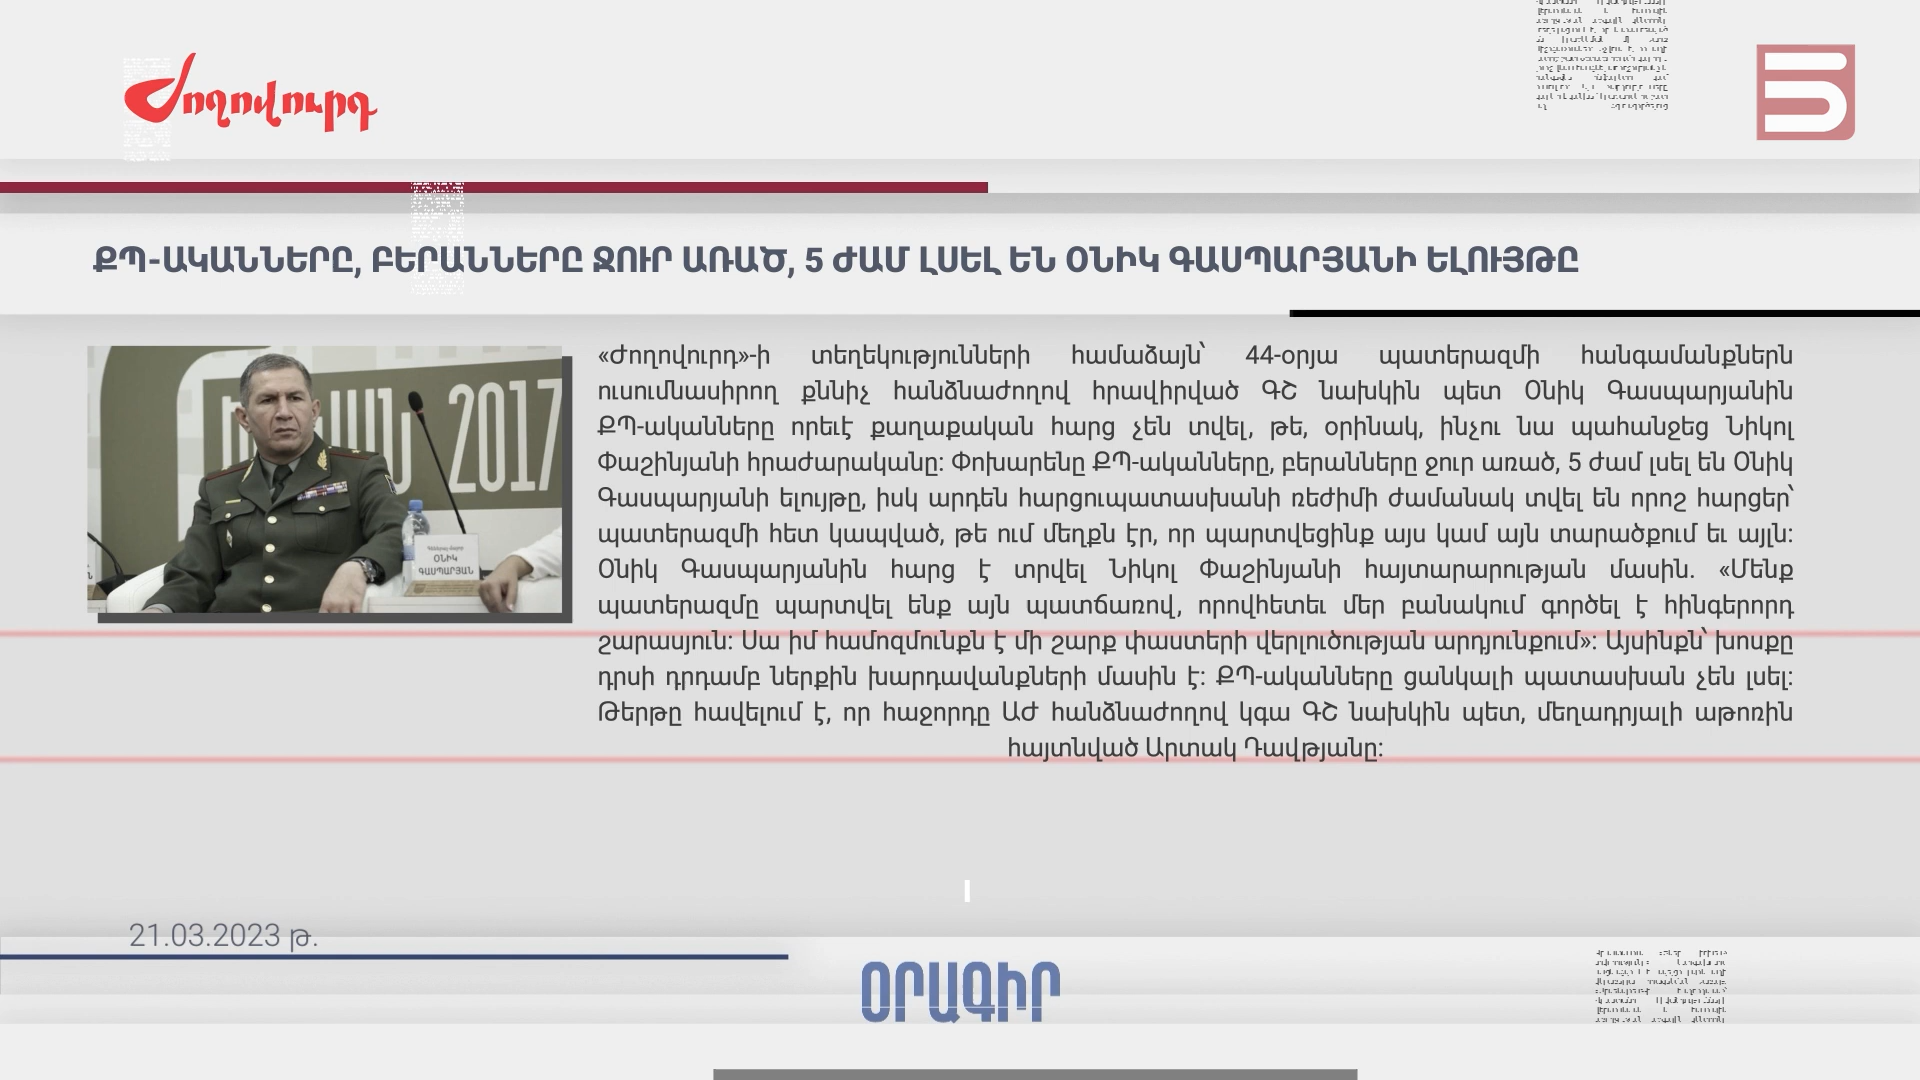 Ժողովուրդ
5
ՔՊ-ԱԿԱՆՆԵՐԸ, ԲԵՐԱՆՆԵՐԸ ՋՈՒՐ ԱՌԱԾ, 5 ԺԱՄ ԼՍԵԼ ԵՆ ՕՆԻԿ ԳԱՍՊԱՐՅԱՆԻ ԵԼՈՒՅԹԸ
2017
ՕՆԻԿ
ԳԱՍՊԱՐՅԱՆ
«Ժողովուրդ»-ի տեղեկությունների համաձայն՝ 44-օրյա պատերազմի հանգամանքներն
ուսումնասիրող քննիչ հանձնաժողով հրավիրված ԳՇ նախկին պետ Օնիկ Գասպարյանին
ՔՊ-ականները որեւէ քաղաքական հարց չեն տվել, թե, օրինակ, ինչու նա պահանջեց Նիկոլ
Փաշինյանի հրաժարականը: Փոխարենը ՔՊ-ականները, բերանները ջուր առած, 5 ժամ լսել են Օնիկ
Գասպարյանի ելույթը, իսկ արդեն հարցուպատասխանի ռեժիմի ժամանակ տվել են որոշ հարցեր՝
պատերազմի հետ կապված, թե ում մեղքն էր, որ պարտվեցինք այս կամ այն տարածքում եւ այլն:
Օնիկ Գասպարյանին հարց է տրվել Նիկոլ Փաշինյանի հայտարարության մասին. «Մենք
պատերազմը պարտվել ենք այն պատճառով, որովհետեւ մեր բանակում գործել է հինգերորդ
շարասյուն: Սա իմ համոզմունքն է մի շարք փաստերի վերլուծության արդյունքում»: Այսինքն՝ խոսքը
դրսի դրդամբ ներքին խարդավանքների մասին է: ՔՊ-ականները ցանկալի պատասխան չեն լսել:
Թերթը հավելում է, որ հաջորդը ԱԺ հանձնաժողով կգա ԳՇ նախկին պետ, մեղադրյալի աթոռին
հայտնված Արտակ Դավթյանը:
21.03.2023 թ.
ՕՐԱԳԻՐ